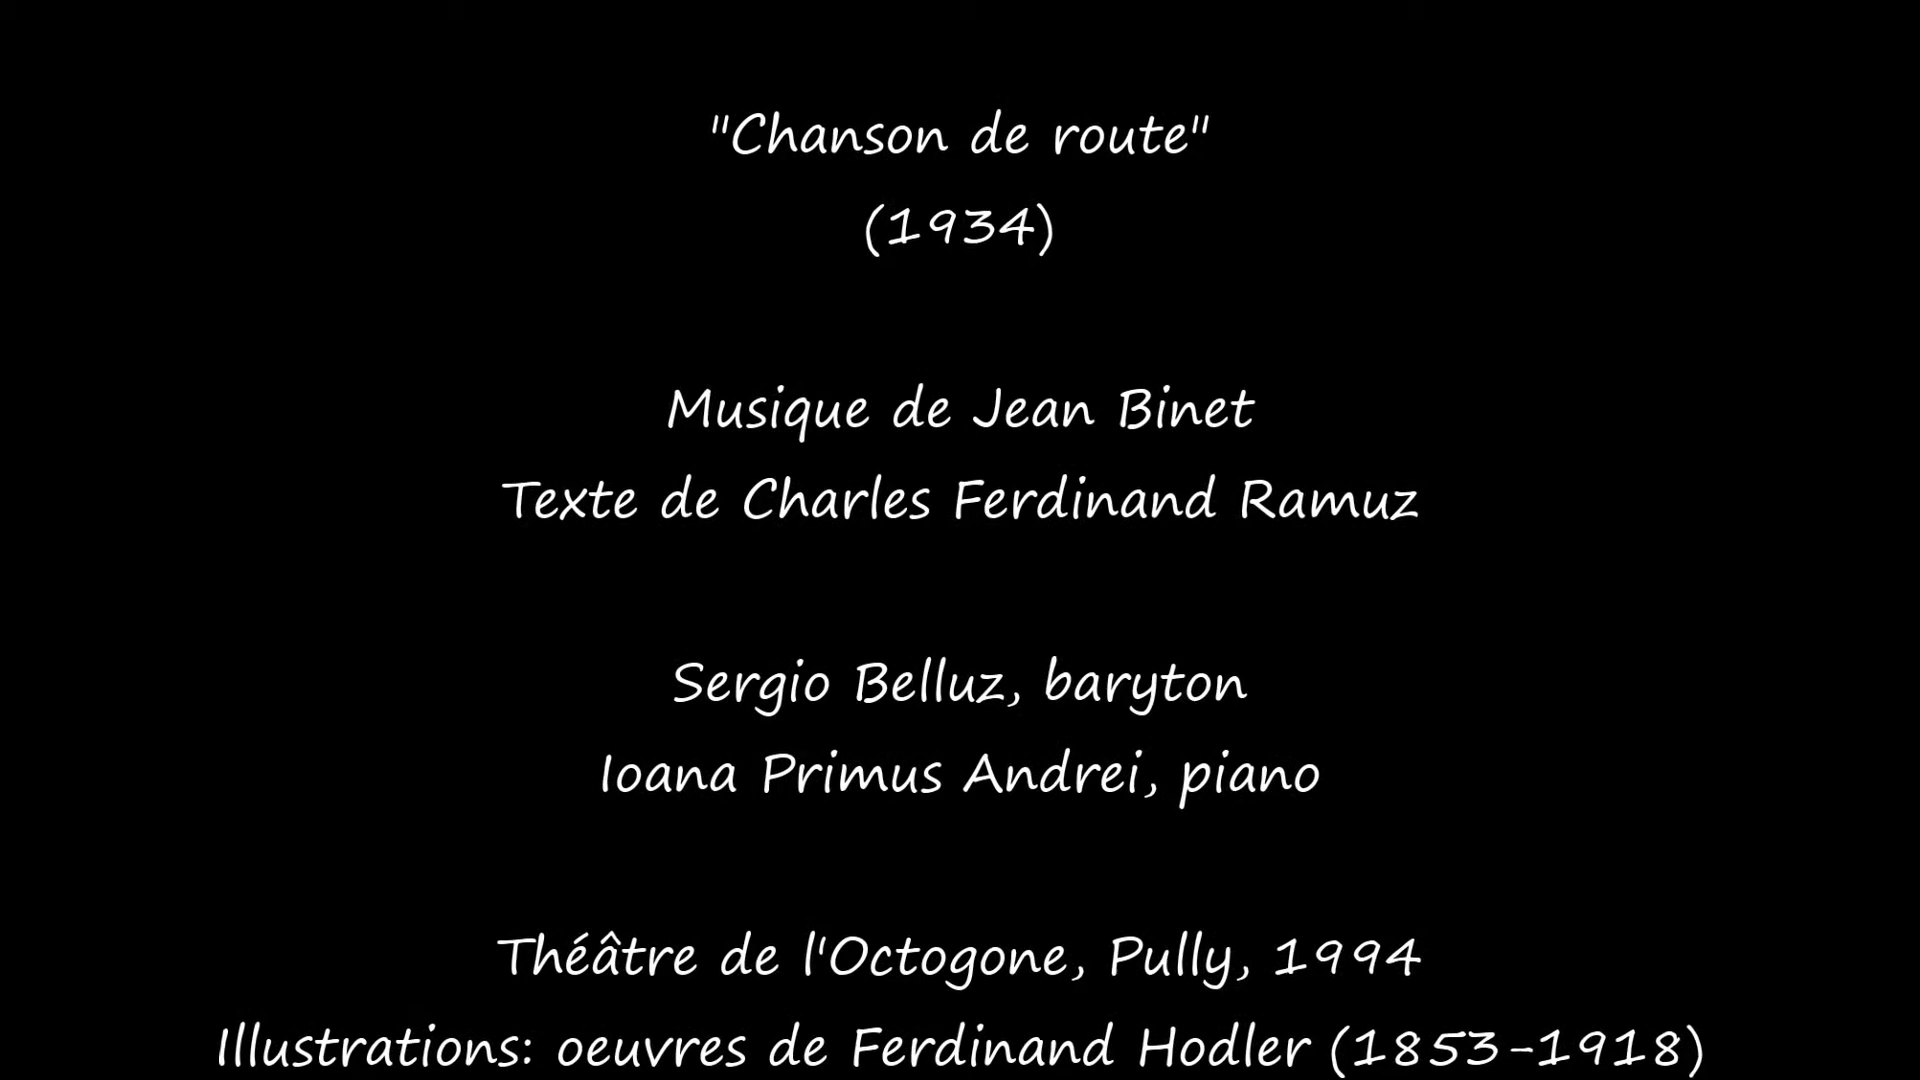 "Chanson de route"
(1934)
Musique de Jean Binet
Texte de Charles Ferdinand Ramuz
Sergio Belluz, baryton
Ioana Primus Andrei, piano
Théâtre de l'Octogone, Pully, 1994
Illustrations: oeuvres de Ferdinand Hodler (1853-1918)